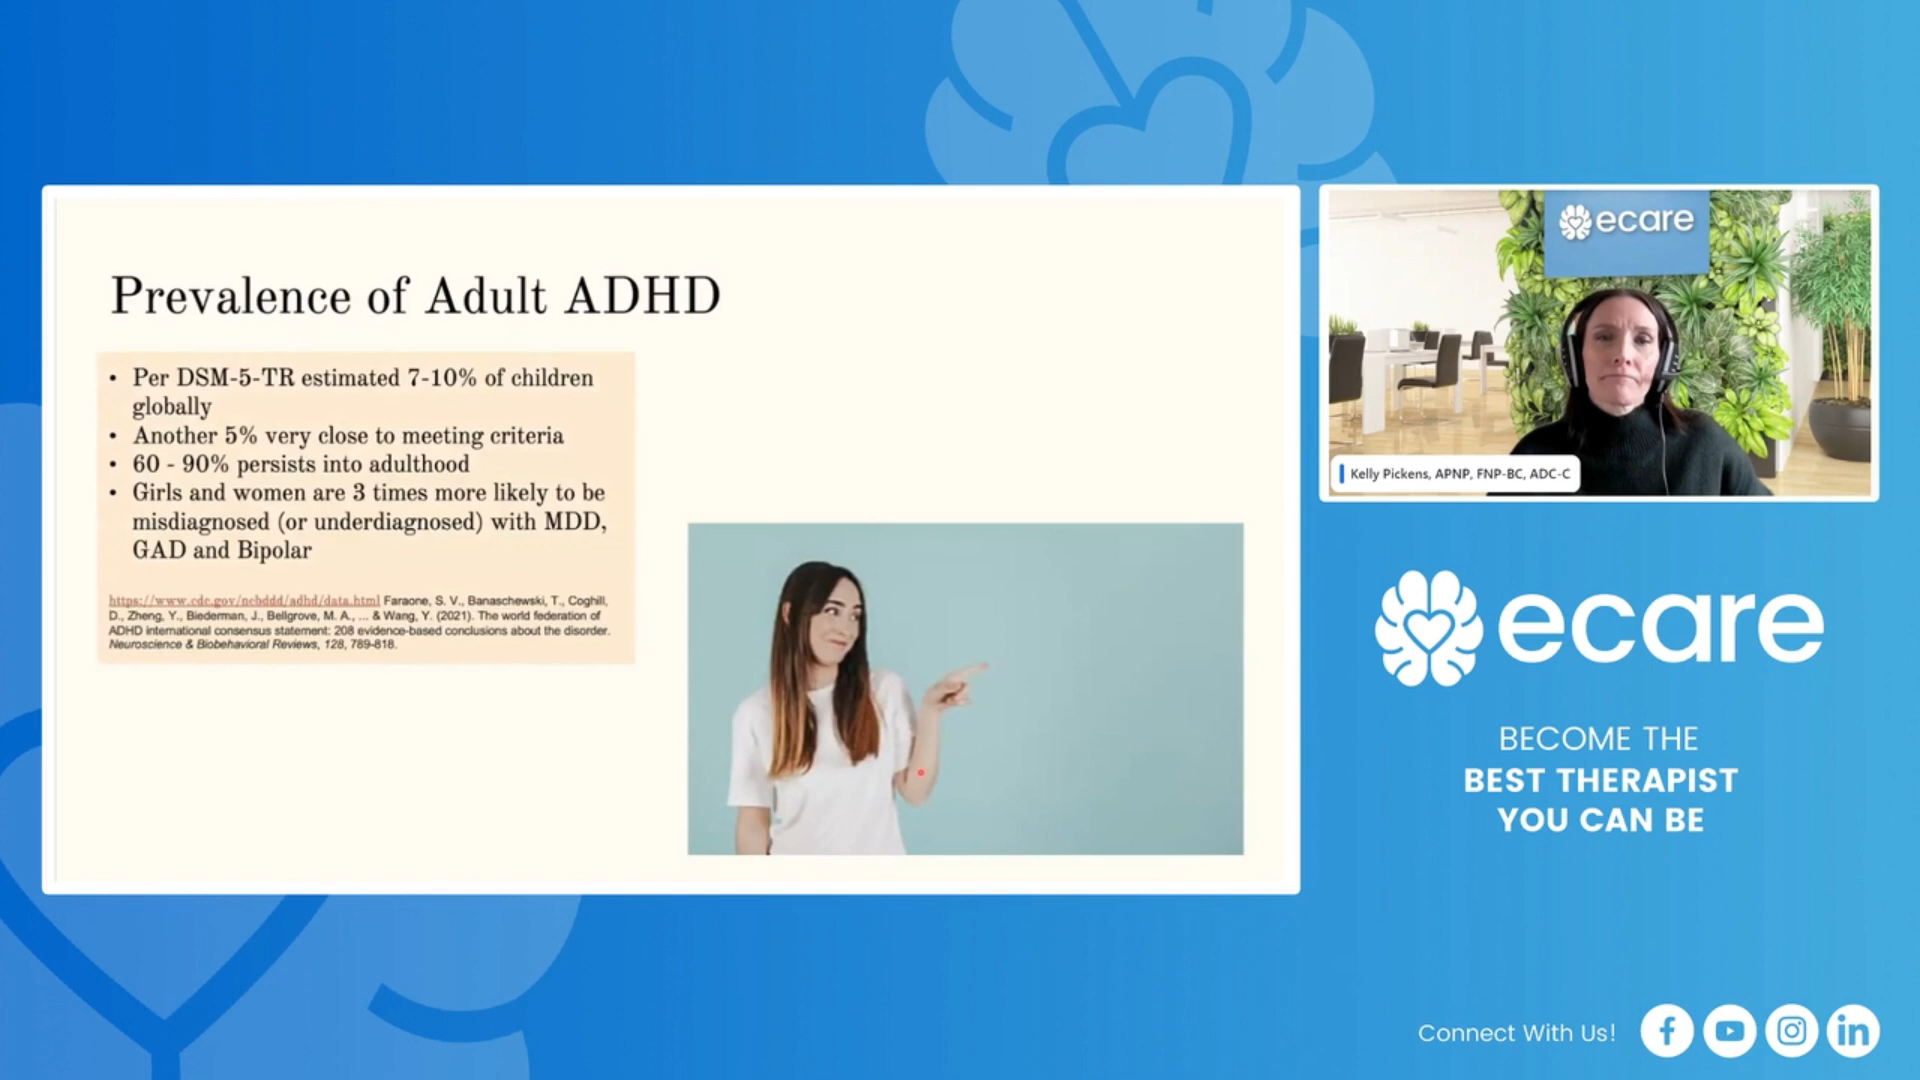 Prevalence of Adult ADHD
• Per DSM-5-TR estimated 7-10% of children
globally
• Another 5% very close to meeting criteria
• 60 - 90% persists into adulthood
• Girls and women are 3 times more likely to be
misdiagnosed (or underdiagnosed) with MDD,
GAD and Bipolar
https://www.cdc.gov/ncbddd/adhd/data.html Faraone, S. V., Banaschewski, T., Coghill,
D., Zheng, Y., Biederman, J., Bellgrove, M. A., ... & Wang, Y. (2021). The world federation of
ADHD international consensus statement: 208 evidence-based conclusions about the disorder.
Neuroscience & Biobehavioral Reviews, 128, 789-818.
ecare
Kelly Pickens, APNP, FNP-BC, ADC-C
ecare
BECOME THE
BEST THERAPIST
YOU CAN BE
Connect With Us!